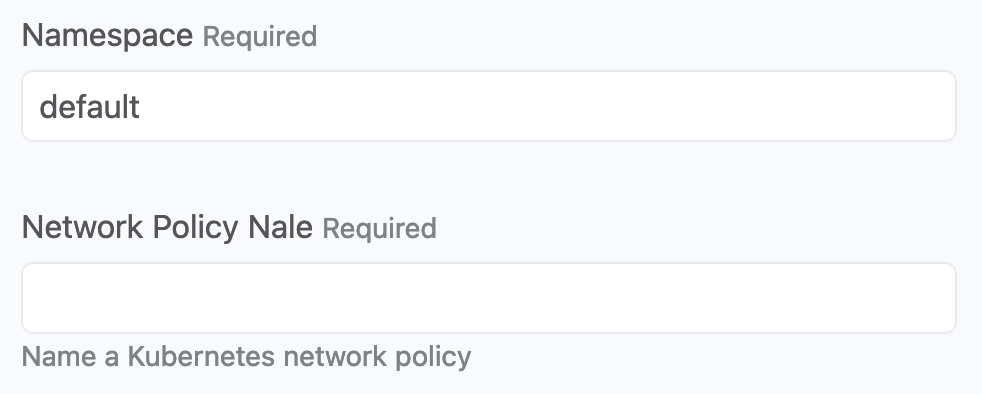 Namespace Required
default
Network Policy Nale Required
Name a Kubernetes network policy